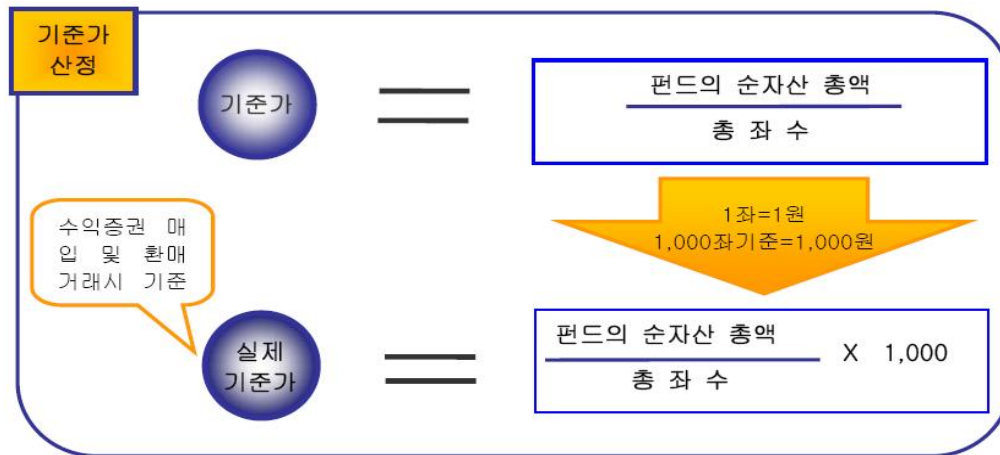 기준가
산정
기준가
펀드의 순자산 총액
총 좌 수
1좌=1원
1,000좌기준=1,000원
수익증권 매
입 및 환매
거래시 기준
실제
기준가
펀드의 순자산 총액
총 좌 수
X 1,000